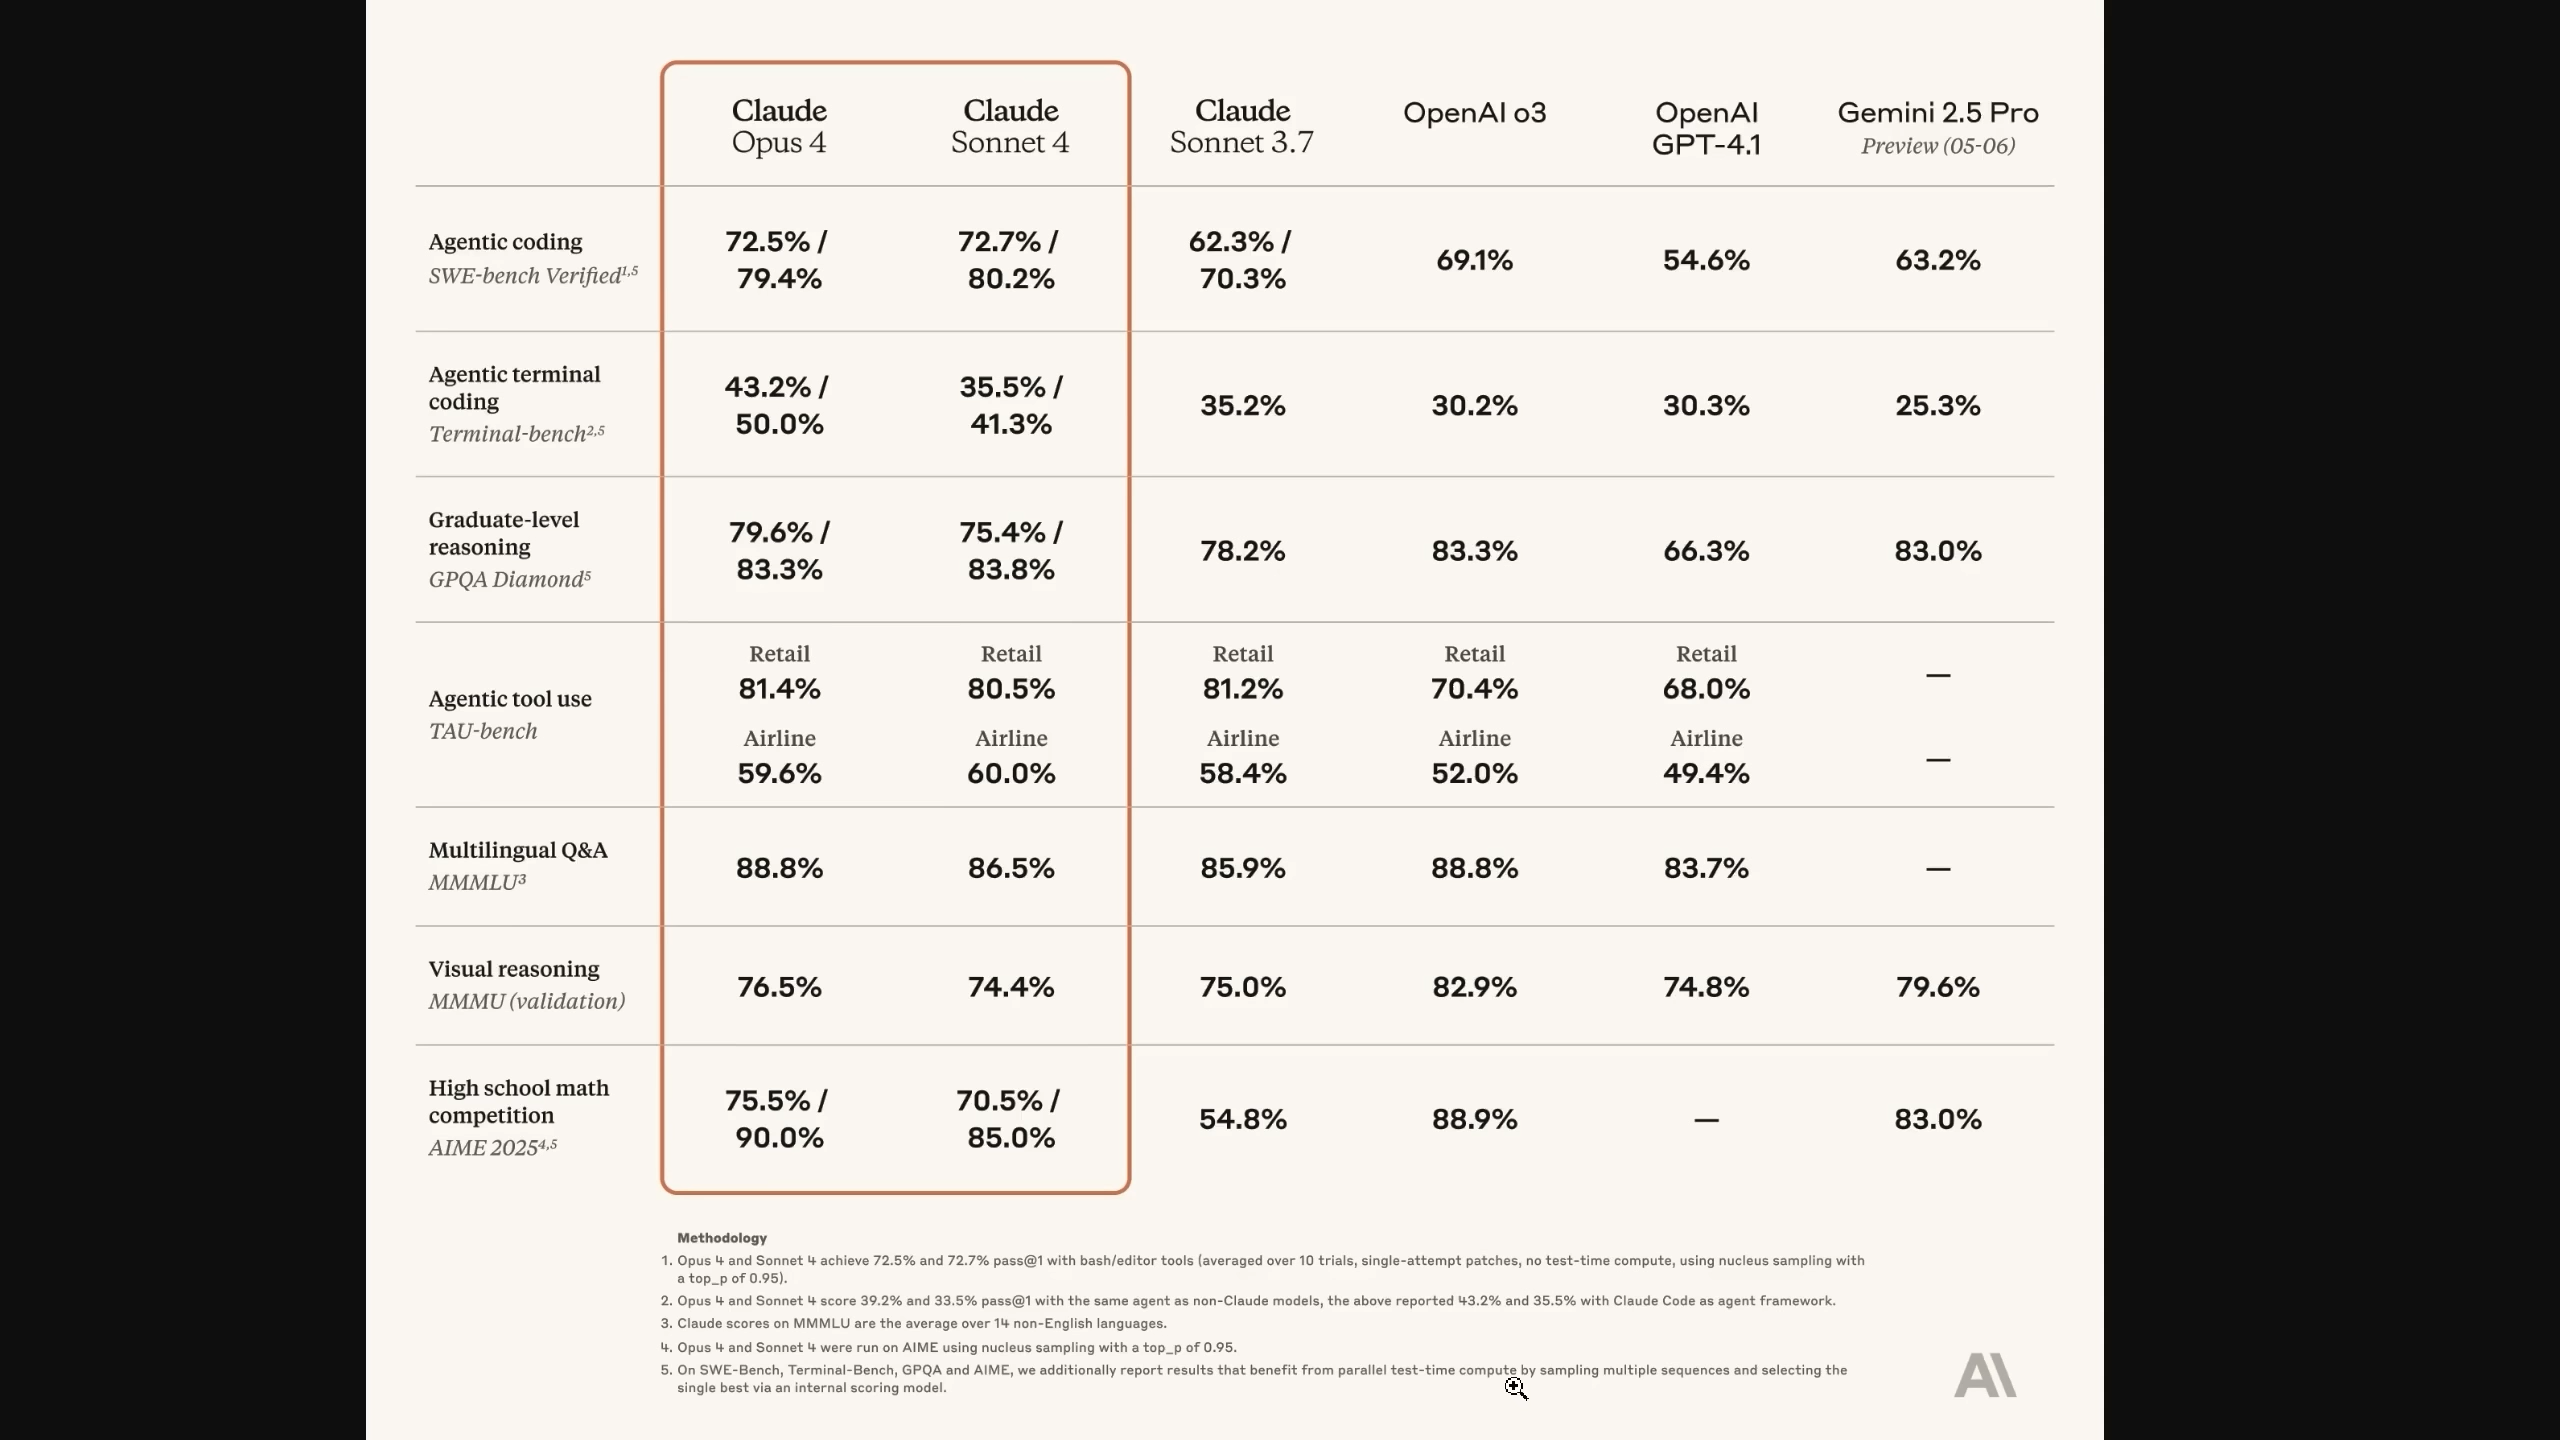 Claude Opus 4
Claude Sonnet 4
Claude Sonnet 3.7
OpenAI o3
OpenAI GPT-4.1
Gemini 2.5 Pro
Preview (05-06)
Agentic coding
SWE-bench Verified¹,⁵
72.5% / 79.4%
72.7% / 80.2%
62.3% / 70.3%
69.1%
54.6%
63.2%
Agentic terminal coding
Terminal-bench²,⁵
43.2% / 50.0%
35.5% / 41.3%
35.2%
30.2%
30.3%
25.3%
Graduate-level reasoning
GPQA Diamond⁵
79.6% / 83.3%
75.4% / 83.8%
78.2%
83.3%
66.3%
83.0%
Agentic tool use
TAU-bench
Retail 81.4%
Retail 80.5%
Retail 81.2%
Retail 70.4%
Retail 68.0%
—
Airline 59.6%
Airline 60.0%
Airline 58.4%
Airline 52.0%
Airline 49.4%
—
Multilingual Q&A
MMMLU³
88.8%
86.5%
85.9%
88.8%
83.7%
—
Visual reasoning
MMMU (validation)
76.5%
74.4%
75.0%
82.9%
74.8%
79.6%
High school math competition
AIME 2025⁴,⁵
75.5% / 90.0%
70.5% / 85.0%
54.8%
88.9%
—
83.0%
Methodology
1. Opus 4 and Sonnet 4 achieve 72.5% and 72.7% pass@1 with bash/editor tools (averaged over 10 trials, single-attempt patches, no test-time compute, using nucleus sampling with
a top_p of 0.95).
2. Opus 4 and Sonnet 4 score 39.2% and 33.5% pass@1 with the same agent as non-Claude models, the above reported 43.2% and 35.5% with Claude Code as agent framework.
3. Claude scores on MMMLU are the average over 14 non-English languages.
4. Opus 4 and Sonnet 4 were run on AIME using nucleus sampling with a top_p of 0.95.
5. On SWE-Bench, Terminal-Bench, GPQA and AIME, we additionally report results that benefit from parallel test-time compute by sampling multiple sequences and selecting the
single best via an internal scoring model.
A\